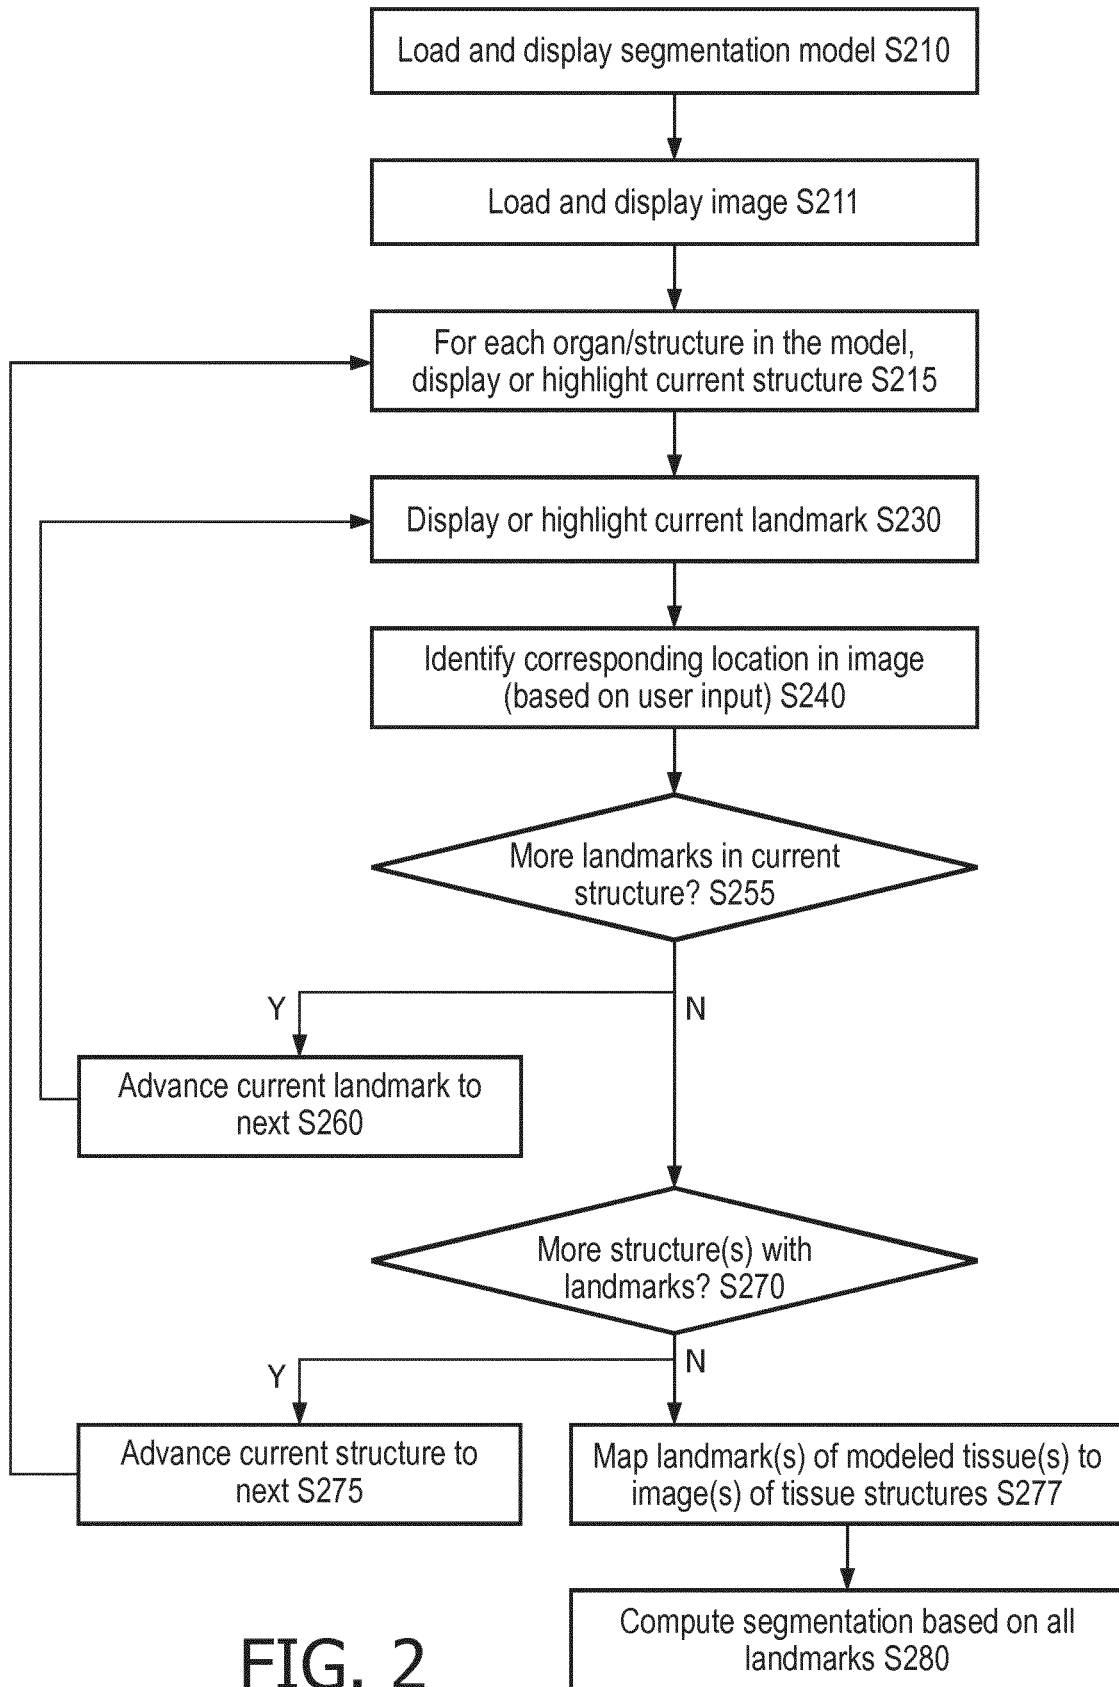 Load and display segmentation model S210
Load and display image S211
For each organ/structure in the model,
display or highlight current structure S215
Display or highlight current landmark S230
Identify corresponding location in image
(based on user input) S240
More landmarks in current
structure? S255
Y
N
Advance current landmark to
next S260
More structure(s) with
landmarks? S270
Y
N
Advance current structure to
next S275
Map landmark(s) of modeled tissue(s) to
image(s) of tissue structures S277
Compute segmentation based on all
landmarks S280
FIG. 2